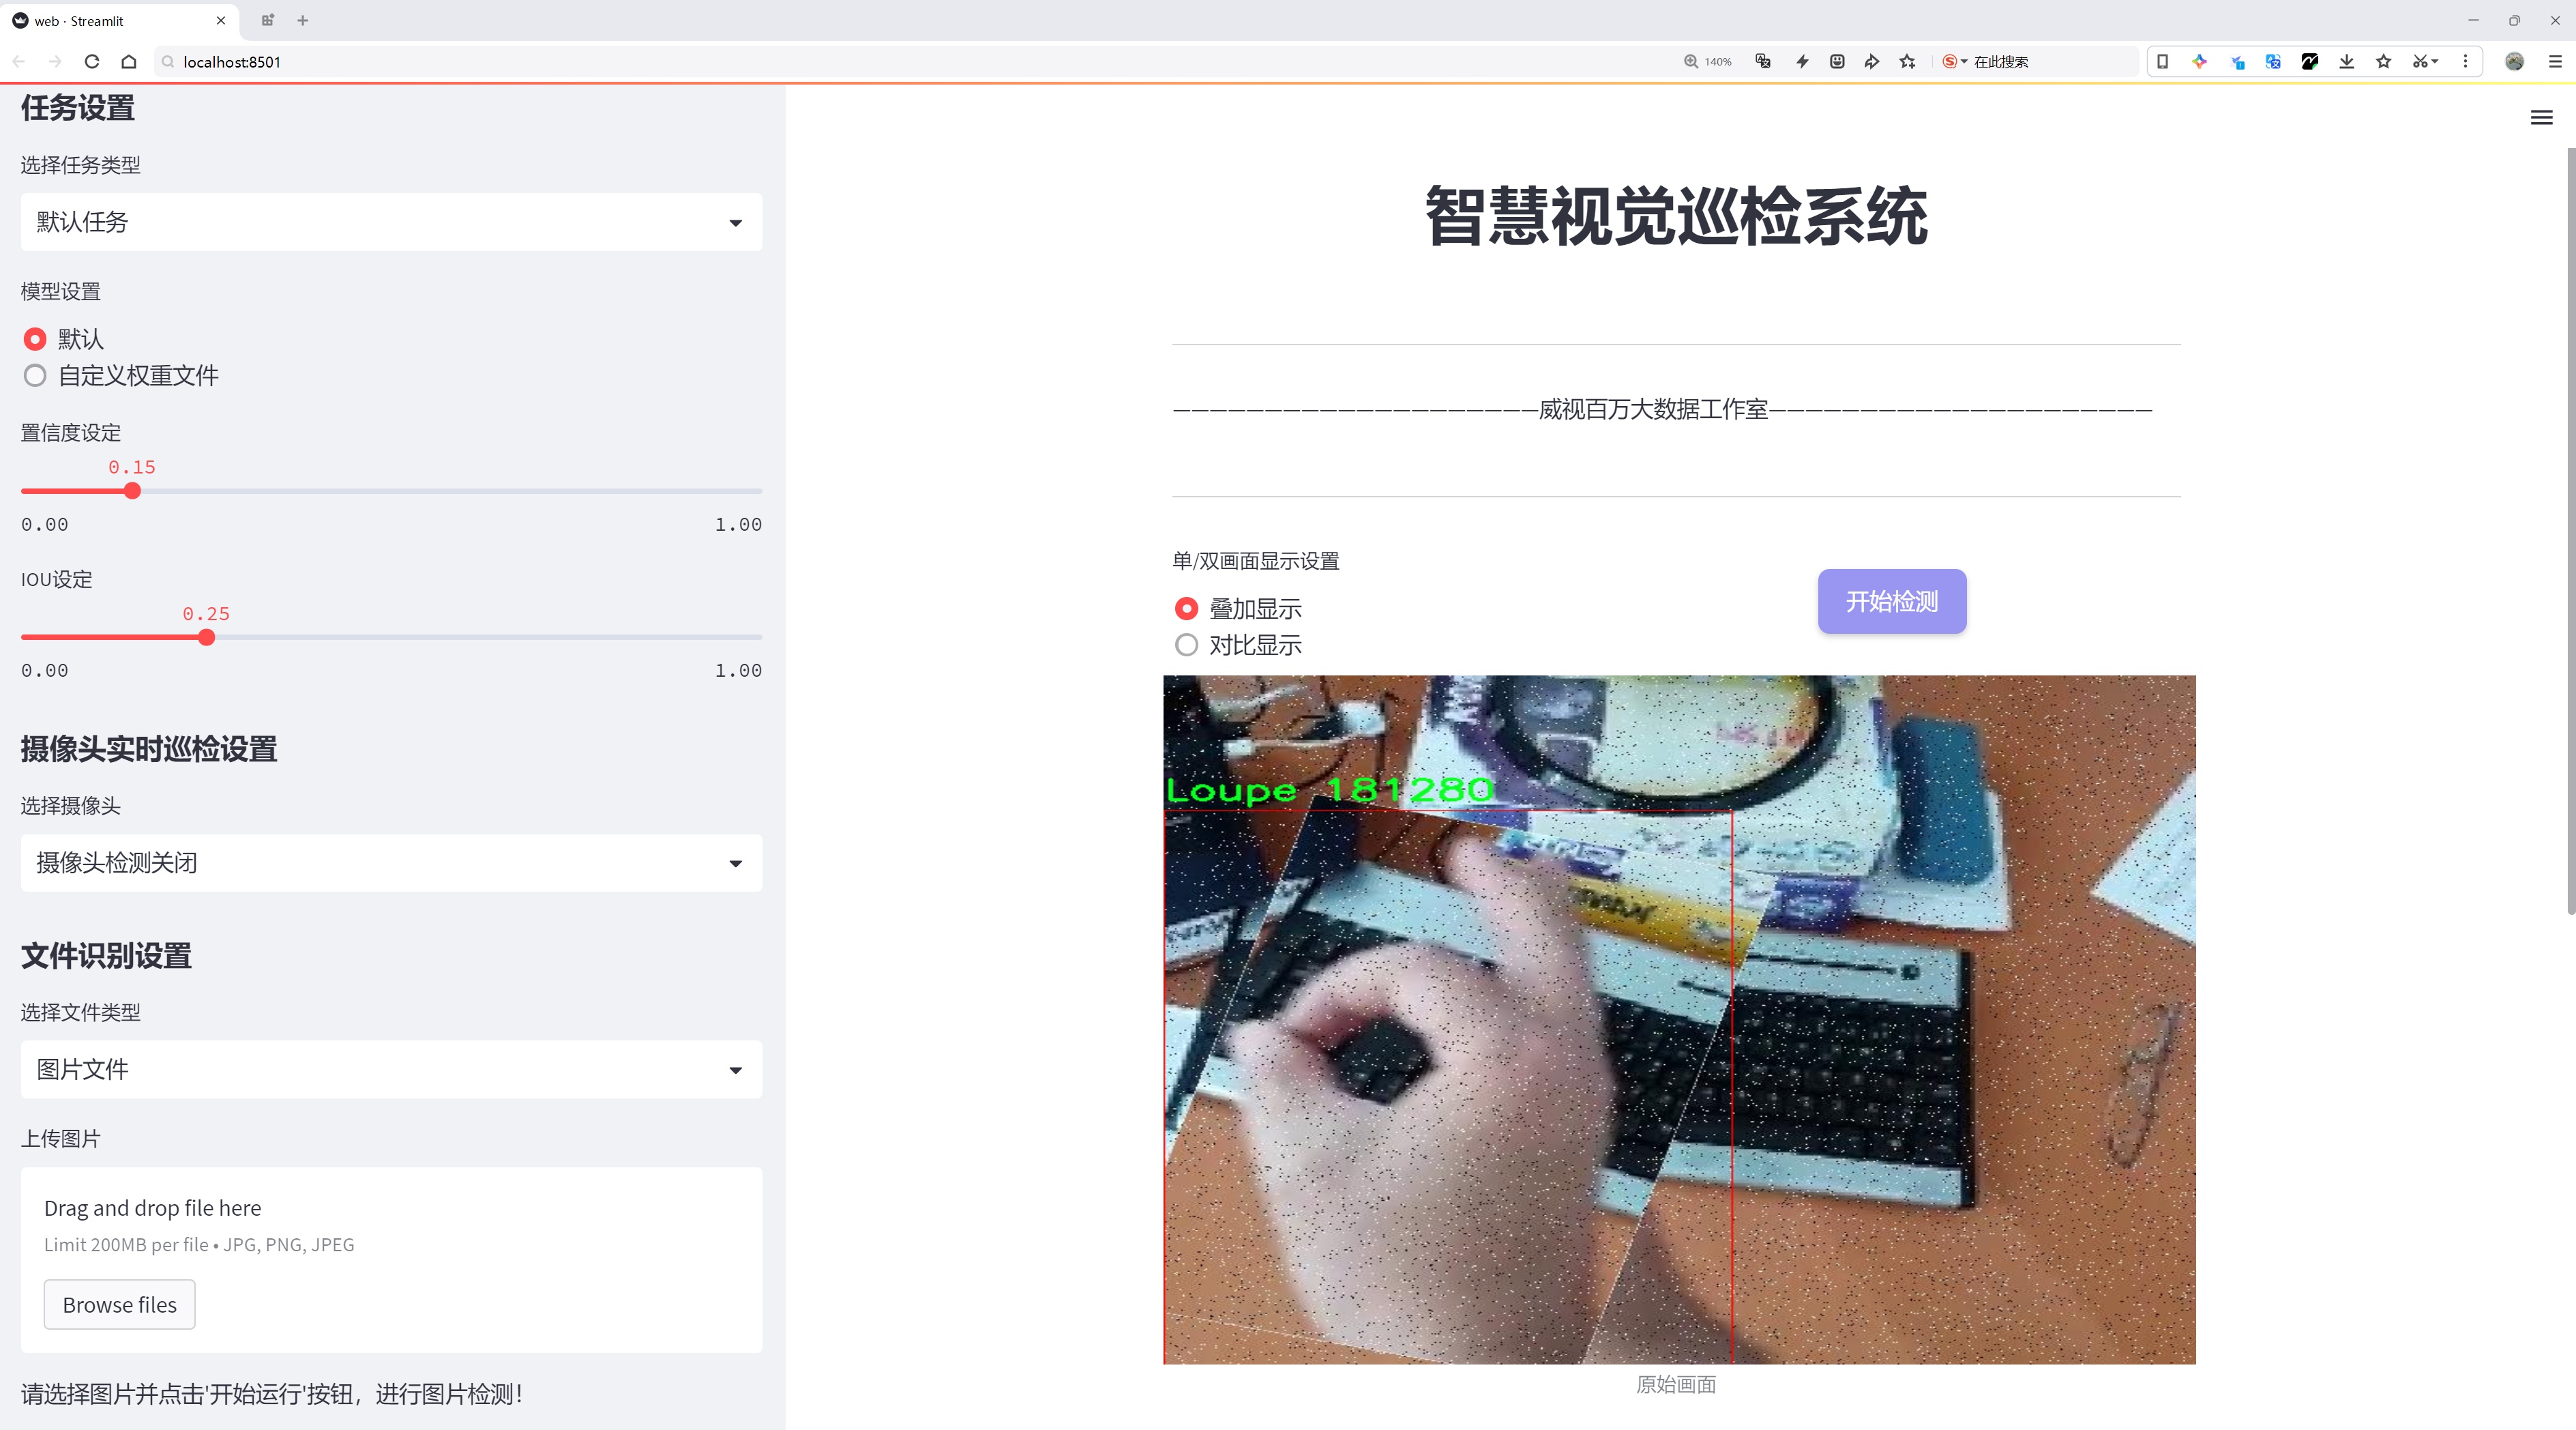 web · Streamlit
localhost:8501
140%
在此搜索
任务设置
选择任务类型
默认任务
模型设置
默认
自定义权重文件
置信度设定
0.15
0.00
1.00
IOU设定
0.25
0.00
1.00
摄像头实时巡检设置
选择摄像头
摄像头检测关闭
文件识别设置
选择文件类型
图片文件
上传图片
Drag and drop file here
Limit 200MB per file • JPG, PNG, JPEG
Browse files
请选择图片并点击'开始运行'按钮，进行图片检测！
智慧视觉巡检系统
————————————————————威视百万大数据工作室—————————————————————
单/双画面显示设置
叠加显示
对比显示
开始检测
Loupe 181280
原始画面